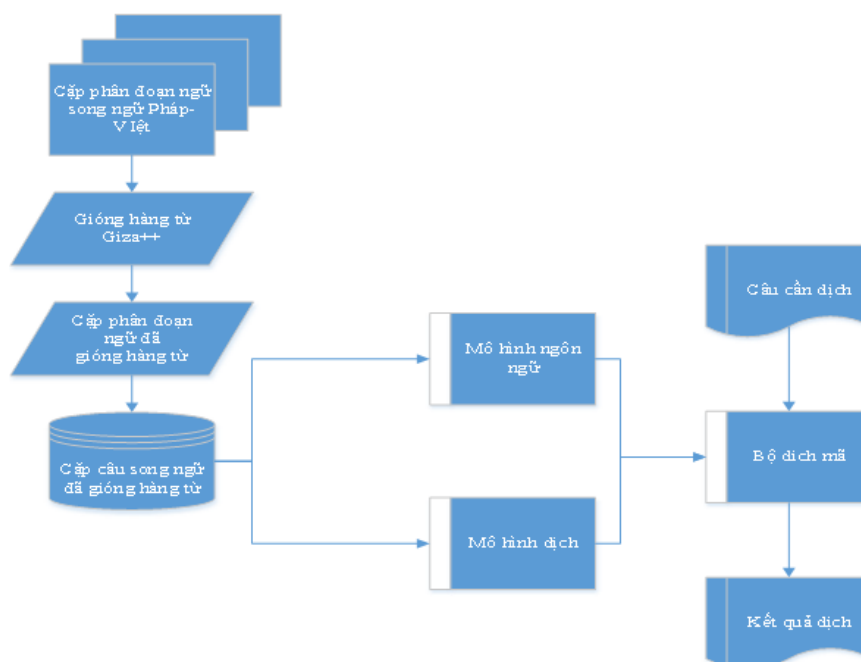 Cặp phân đoạn ngữ
song ngữ Pháp-
VIệt
Gióng hàng từ
Giza++
Cặp phân đoạn
ngữ đã
gióng hàng từ
Cặp câu song ngữ
đã gióng hàng từ
Mô hình ngôn
ngữ
Mô hình dịch
Câu cần dịch
Bộ dich mã
Kết quả dịch